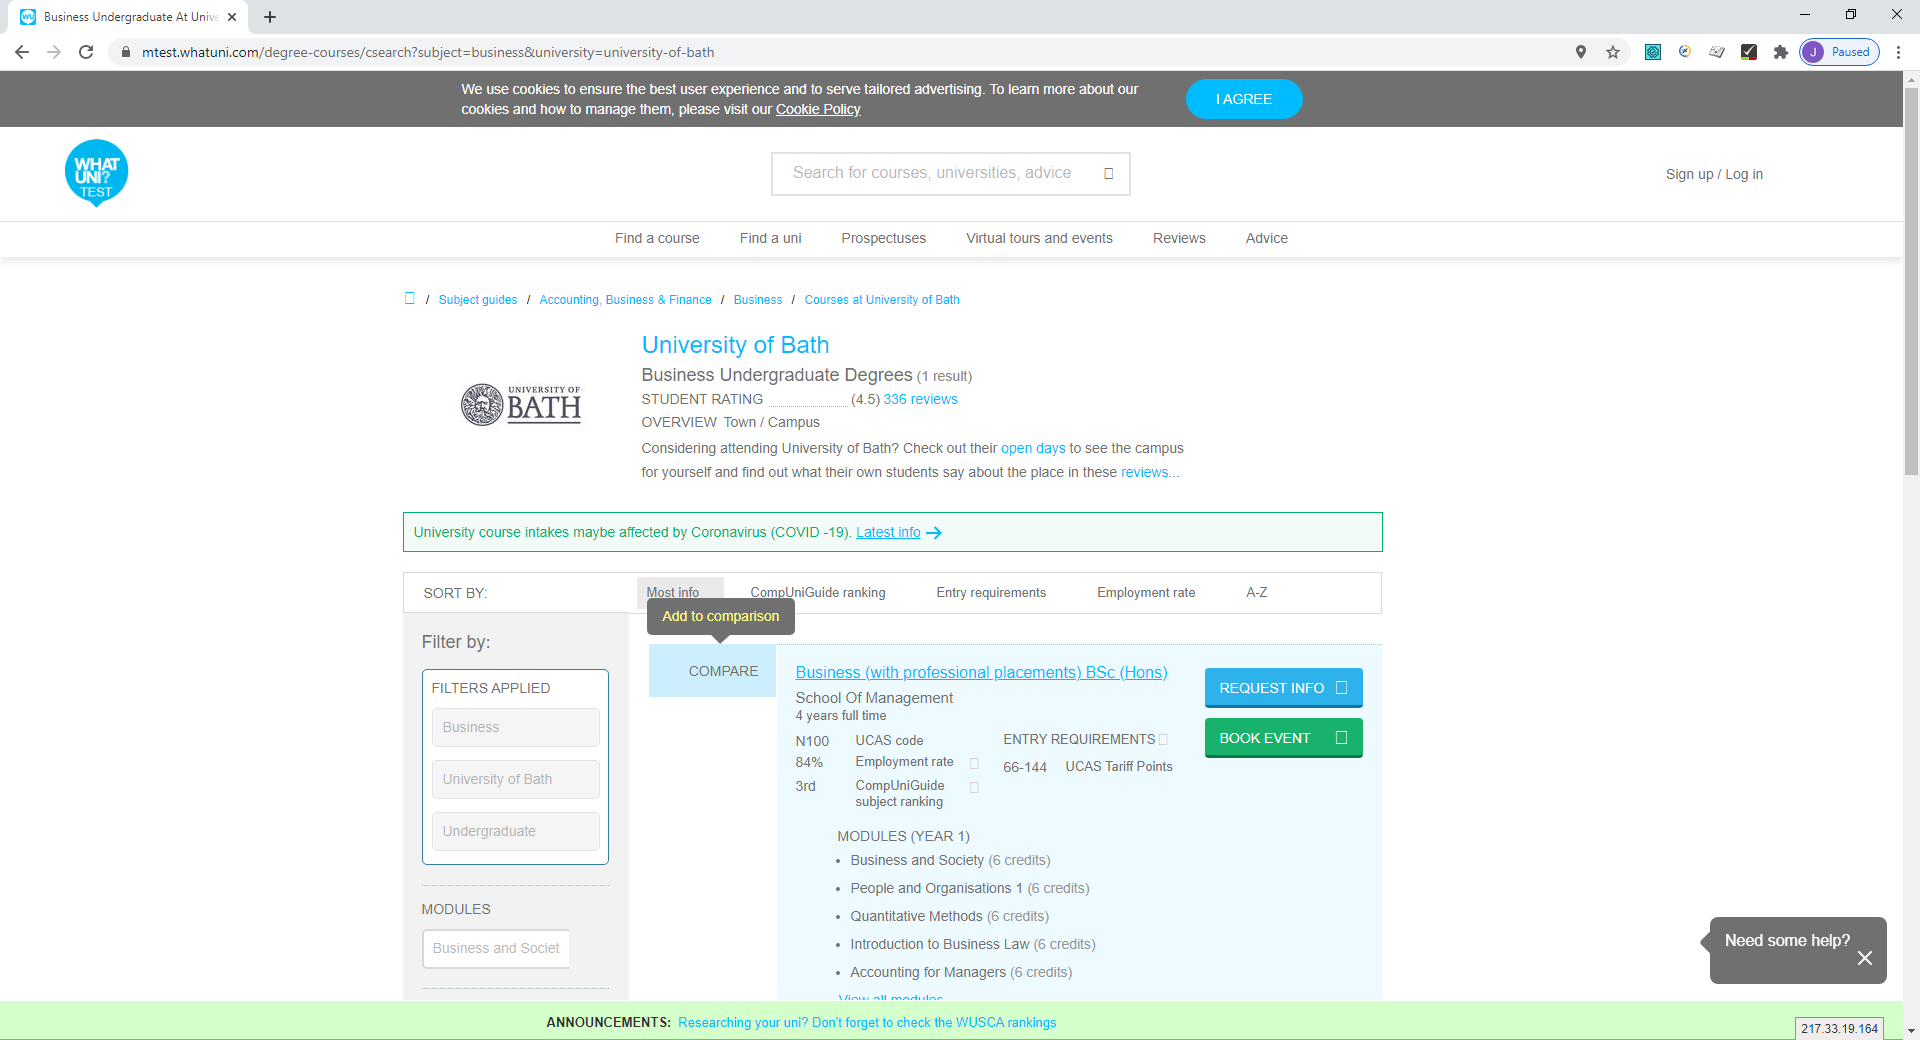 Business Undergraduate At Unive
mtest.whatuni.com/degree-courses/csearch?subject=business&university=university-of-bath
J Paused
We use cookies to ensure the best user experience and to serve tailored advertising. To learn more about our
cookies and how to manage them, please visit our Cookie Policy
I AGREE
WHAT
UNI?
TEST
Search for courses, universities, advice
Sign up / Log in
Find a course Find a uni Prospectuses Virtual tours and events Reviews Advice
/ Subject guides / Accounting, Business & Finance / Business / Courses at University of Bath
UNIVERSITY OF
BATH
University of Bath
Business Undergraduate Degrees (1 result)
STUDENT RATING (4.5) 336 reviews
OVERVIEW Town / Campus
Considering attending University of Bath? Check out their open days to see the campus
for yourself and find out what their own students say about the place in these reviews...
University course intakes maybe affected by Coronavirus (COVID -19). Latest info
SORT BY: Most info CompUniGuide ranking Entry requirements Employment rate A-Z
Add to comparison
Filter by:
FILTERS APPLIED
Business
University of Bath
Undergraduate
MODULES
Business and Societ
COMPARE
Business (with professional placements) BSc (Hons)
School Of Management
4 years full time
N100 UCAS code
84% Employment rate
3rd CompUniGuide
subject ranking
ENTRY REQUIREMENTS
66-144 UCAS Tariff Points
REQUEST INFO
BOOK EVENT
MODULES (YEAR 1)
• Business and Society (6 credits)
• People and Organisations 1 (6 credits)
• Quantitative Methods (6 credits)
• Introduction to Business Law (6 credits)
• Accounting for Managers (6 credits)
View all modules
Need some help?
ANNOUNCEMENTS: Researching your uni? Don't forget to check the WUSCA rankings
217.33.19.164